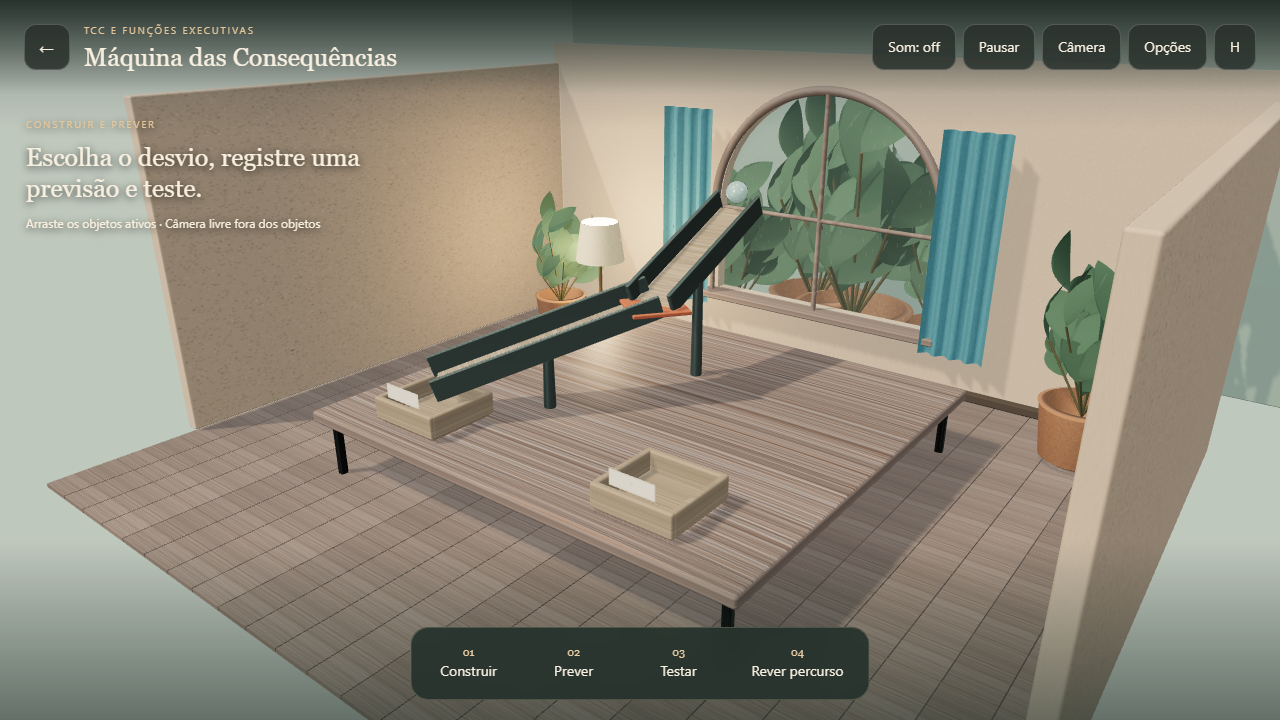 ←
TCC E FUNÇÕES EXECUTIVAS
Máquina das Consequências
Som: off
Pausar
Câmera
Opções
H
CONSTRUIR E PREVER
Escolha o desvio, registre uma
previsão e teste.
Arraste os objetos ativos · Câmera livre fora dos objetos
01
Construir
02
Prever
03
Testar
04
Rever percurso